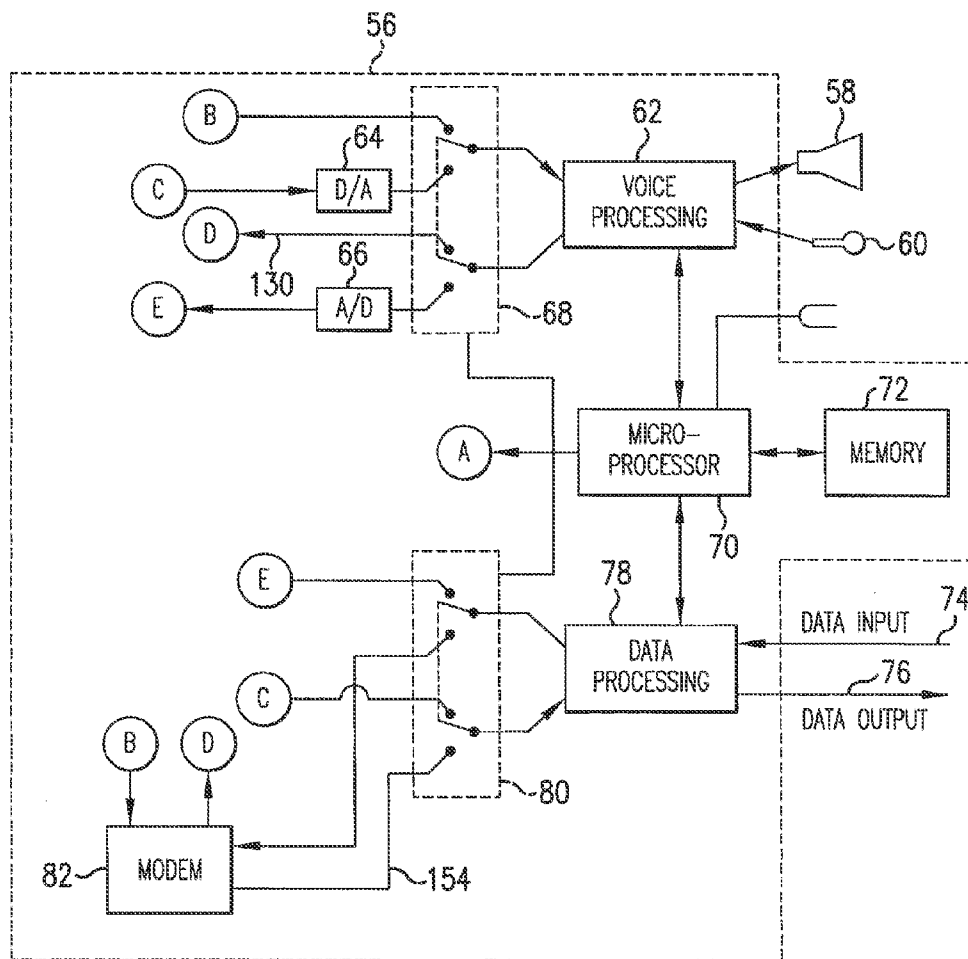 56
B
64
62
58
C
D/A
VOICE
PROCESSING
D
130
66
60
E
A/D
68
72
A
MICRO-
PROCESSOR
MEMORY
70
E
78
DATA INPUT
74
DATA
PROCESSING
76
C
DATA OUTPUT
B
D
80
82
MODEM
154